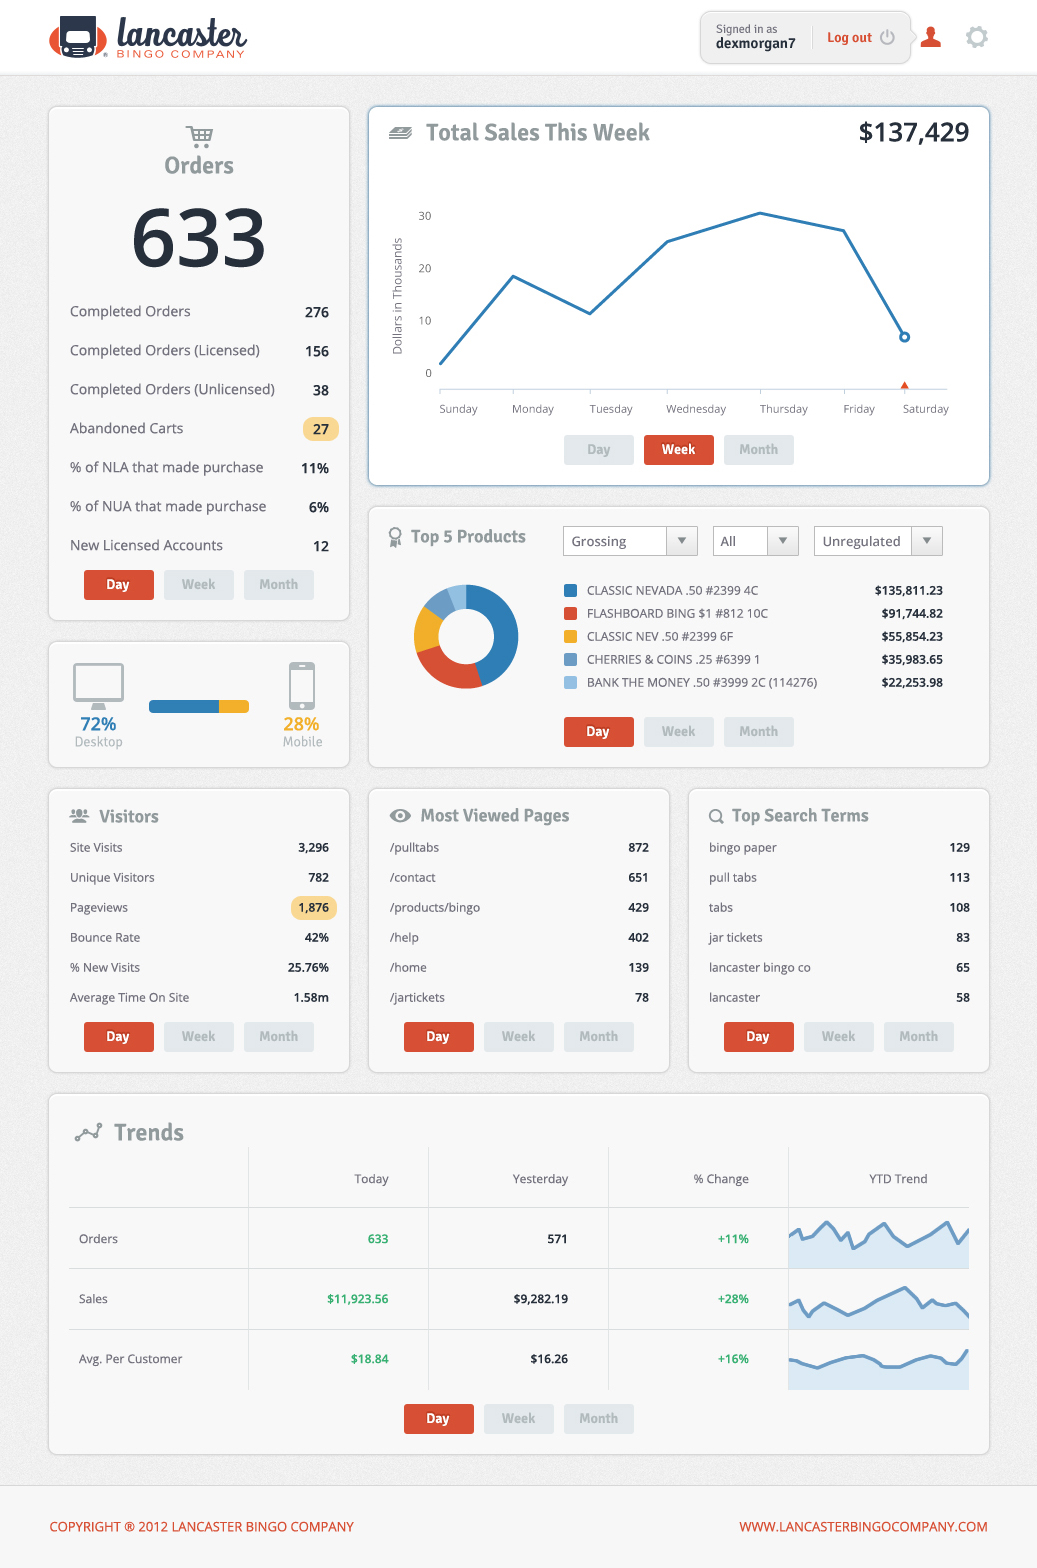 lancaster
BINGO COMPANY
Signed in as
dexmorgan7
Log out
Orders
633
Completed Orders 276
Completed Orders (Licensed) 156
Completed Orders (Unlicensed) 38
Abandoned Carts 27
% of NLA that made purchase 11%
% of NUA that made purchase 6%
New Licensed Accounts 12
Day Week Month
Total Sales This Week $137,429
Dollars in Thousands
30
20
10
0
Sunday Monday Tuesday Wednesday Thursday Friday Saturday
Day Week Month
72%
Desktop
28%
Mobile
Top 5 Products
Grossing All Unregulated
CLASSIC NEVADA .50 #2399 4C $135,811.23
FLASHBOARD BING $1 #812 10C $91,744.82
CLASSIC NEV .50 #2399 6F $55,854.23
CHERRIES & COINS .25 #6399 1 $35,983.65
BANK THE MONEY .50 #3999 2C (114276) $22,253.98
Day Week Month
Visitors
Site Visits 3,296
Unique Visitors 782
Pageviews 1,876
Bounce Rate 42%
% New Visits 25.76%
Average Time On Site 1.58m
Day Week Month
Most Viewed Pages
/pulltabs 872
/contact 651
/products/bingo 429
/help 402
/home 139
/jartickets 78
Day Week Month
Top Search Terms
bingo paper 129
pull tabs 113
tabs 108
jar tickets 83
lancaster bingo co 65
lancaster 58
Day Week Month
Trends
Today Yesterday % Change YTD Trend
Orders 633 571 +11%
Sales $11,923.56 $9,282.19 +28%
Avg. Per Customer $18.84 $16.26 +16%
Day Week Month
COPYRIGHT ® 2012 LANCASTER BINGO COMPANY
WWW.LANCASTERBINGOCOMPANY.COM